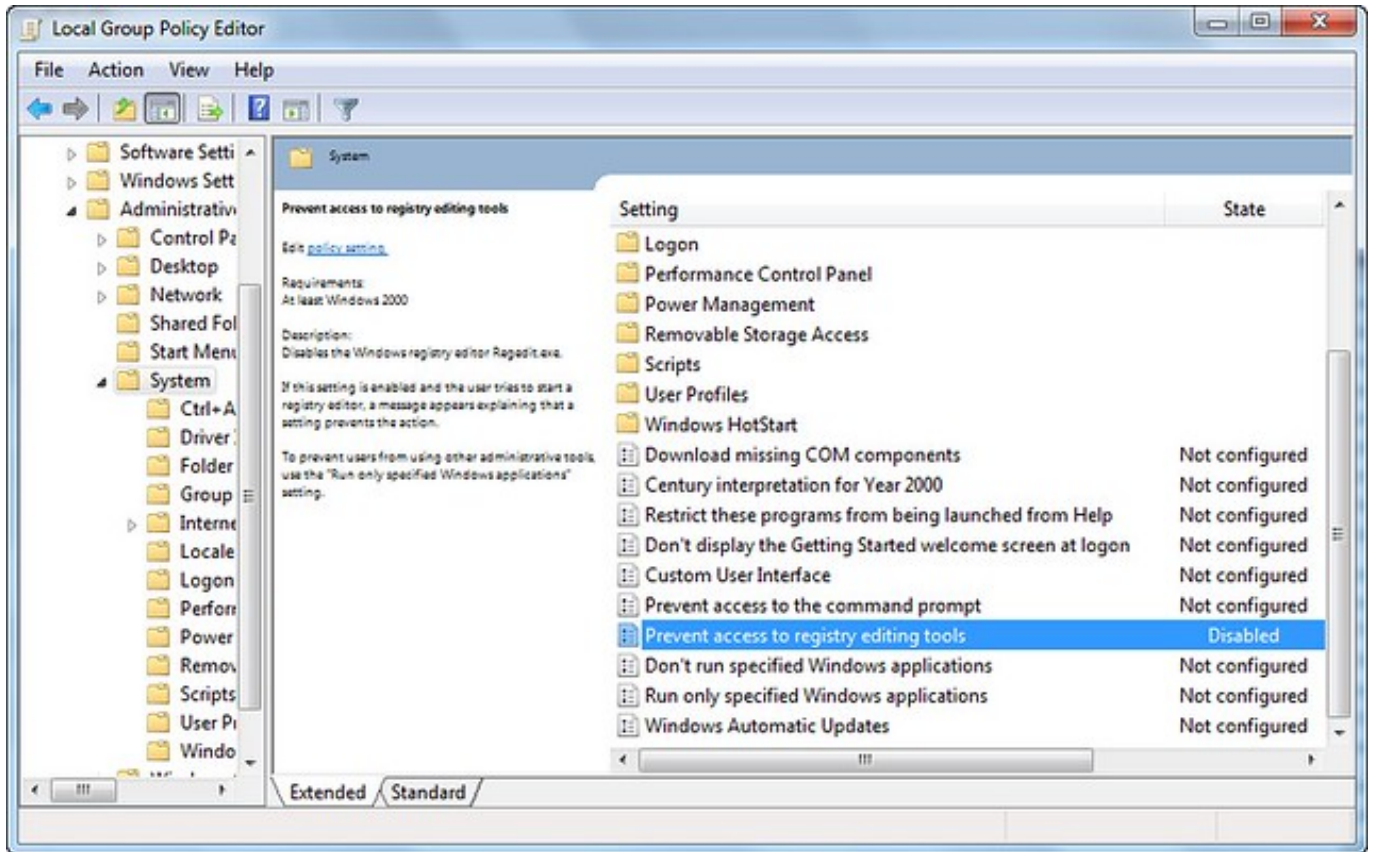 Local Group Policy Editor
File Action View Help
Software Setti
Windows Sett
Administrativ
Control Pa
Desktop
Network
Shared Fol
Start Menu
System
Ctrl+A
Driver
Folder
Group
Interne
Locale
Logon
Perforr
Power
Remov
Scripts
User Pr
Windo
System
Prevent access to registry editing tools
Edit policy setting.
Requirements:
At least Windows 2000
Description:
Disables the Windows registry editor Regedit.exe.
If this setting is enabled and the user tries to start a
registry editor, a message appears explaining that a
setting prevents the action.
To prevent users from using other administrative tools,
use the "Run only specified Windows applications"
setting.
Setting State
Logon
Performance Control Panel
Power Management
Removable Storage Access
Scripts
User Profiles
Windows HotStart
Download missing COM components Not configured
Century interpretation for Year 2000 Not configured
Restrict these programs from being launched from Help Not configured
Don't display the Getting Started welcome screen at logon Not configured
Custom User Interface Not configured
Prevent access to the command prompt Not configured
Prevent access to registry editing tools Disabled
Don't run specified Windows applications Not configured
Run only specified Windows applications Not configured
Windows Automatic Updates Not configured
Extended Standard